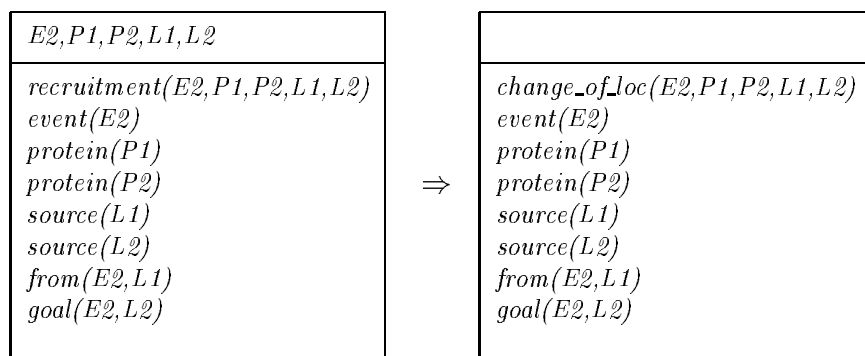 E2,P1,P2,L1,L2
recruitment(E2,P1,P2,L1,L2)
event(E2)
protein(P1)
protein(P2)
source(L1)
source(L2)
from(E2,L1)
goal(E2,L2)
⇒
change_of_loc(E2,P1,P2,L1,L2)
event(E2)
protein(P1)
protein(P2)
source(L1)
source(L2)
from(E2,L1)
goal(E2,L2)